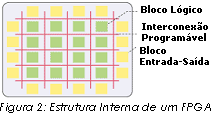 Bloco Lógico
Interconexão
Programável
Bloco
Entrada-Saída
Figura 2: Estrutura Interna de um FPGA